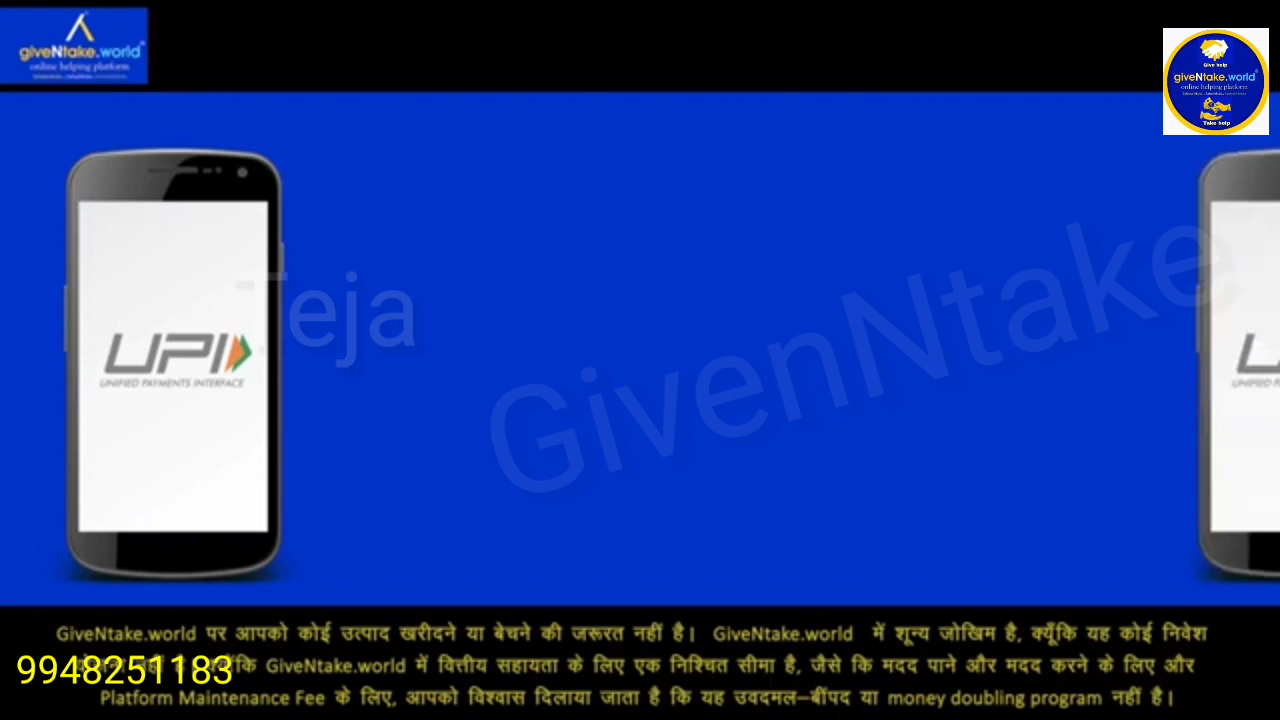 giveNtake.world
online helping platform
Give help
giveNtake.world
online helping platform
Take help
Teja
GivenNtake
UPI
UNIFIED PAYMENTS INTERFACE
GiveNtake.world पर आपको कोई उत्पाद खरीदने या बेचने की जरूरत नहीं है। GiveNtake.world में शून्य जोखिम है, क्यूँकि यह कोई निवेश
9948251183
GiveNtake.world में वित्तीय सहायता के लिए एक निश्चित सीमा है, जैसे कि मदद पाने और मदद करने के लिए और
Platform Maintenance Fee के लिए, आपको विश्वास दिलाया जाता है कि यह उवदमल–बींपद या money doubling program नहीं है।